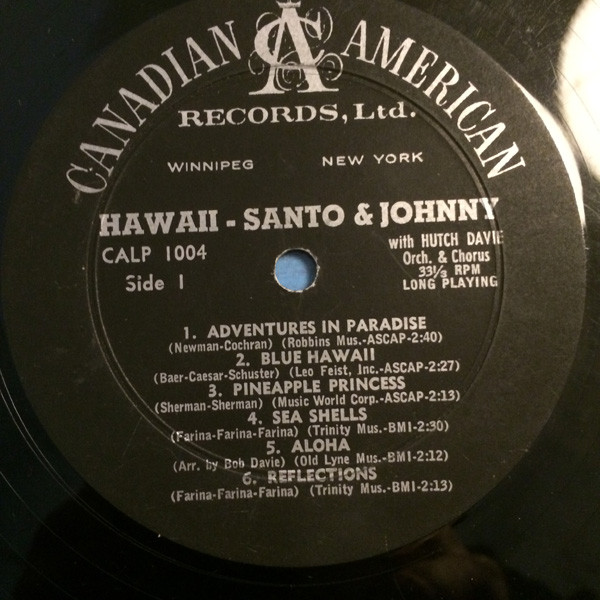 CANADIAN AMERICAN
CA
RECORDS, Ltd.
WINNIPEG NEW YORK
HAWAII - SANTO & JOHNNY
CALP 1004
Side 1
with HUTCH DAVIE
Orch. & Chorus
33 1/3 RPM
LONG PLAYING
1. ADVENTURES IN PARADISE
(Newman-Cochran) (Robbins Mus.-ASCAP-2:40)
2. BLUE HAWAII
(Baer-Caesar-Schuster) (Leo Feist, Inc.-ASCAP-2:27)
3. PINEAPPLE PRINCESS
(Sherman-Sherman) (Music World Corp.-ASCAP-2:13)
4. SEA SHELLS
(Farina-Farina-Farina) (Trinity Mus.-BMI-2:30)
5. ALOHA
(Arr. by Bob Davie) (Old Lyne Mus.-BMI-2:12)
6. REFLECTIONS
(Farina-Farina-Farina) (Trinity Mus.-BMI-2:13)